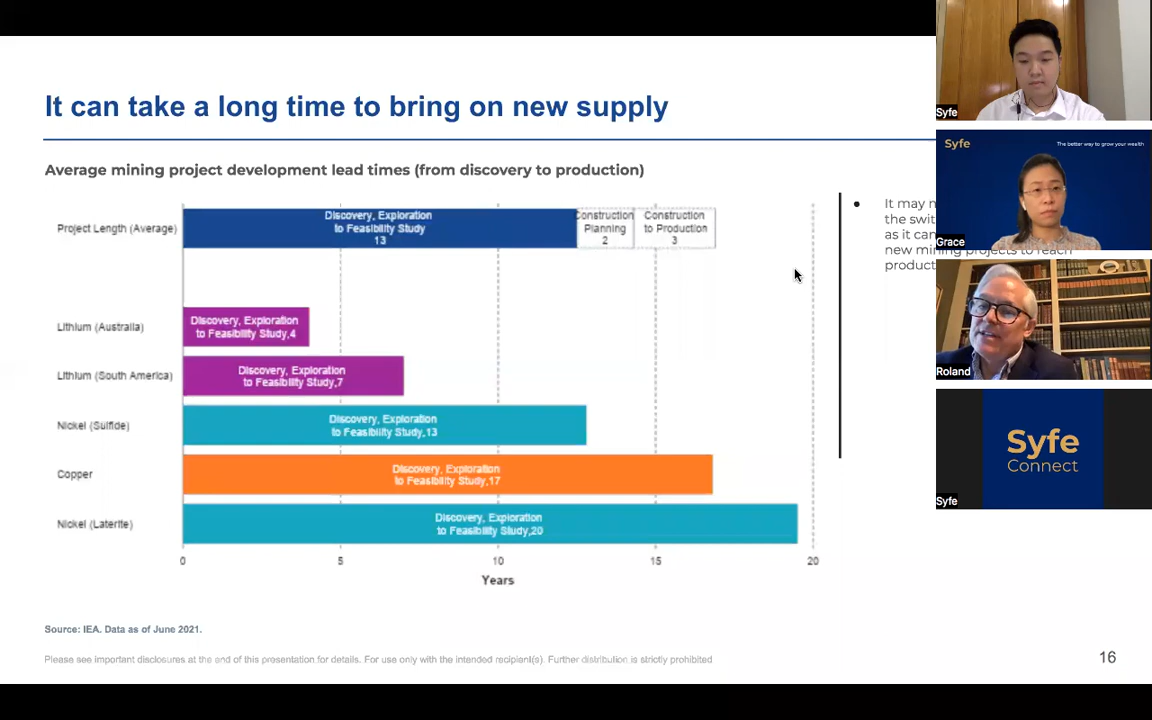 It can take a long time to bring on new supply
Average mining project development lead times (from discovery to production)
Project Length (Average)
Discovery, Exploration
to Feasibility Study
13
Construction
Planning
2
Construction
to Production
3
Lithium (Australia)
Discovery, Exploration
to Feasibility Study,4
Lithium (South America)
Discovery, Exploration
to Feasibility Study,7
Nickel (Sulfide)
Discovery, Exploration
to Feasibility Study,13
Copper
Discovery, Exploration
to Feasibility Study,17
Nickel (Laterite)
Discovery, Exploration
to Feasibility Study,20
0 5 10 15 20
Years
• It may
the
as it can
new mining projects to reach
Source: IEA. Data as of June 2021.
Please see important disclosures at the end of this presentation for details. For use only with the intended recipient(s). Further distribution is strictly prohibited
16
Syfe
Syfe
The better way to grow your wealth
Grace
Roland
Syfe
Connect
Syfe